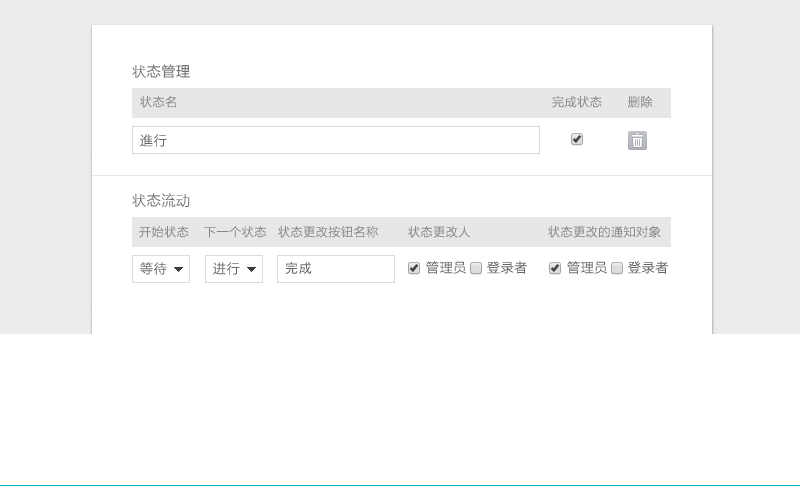 状态管理
状态名 完成状态 删除
進行
状态流动
开始状态 下一个状态 状态更改按钮名称 状态更改人 状态更改的通知对象
等待 进行 完成 管理员 登录者 管理员 登录者